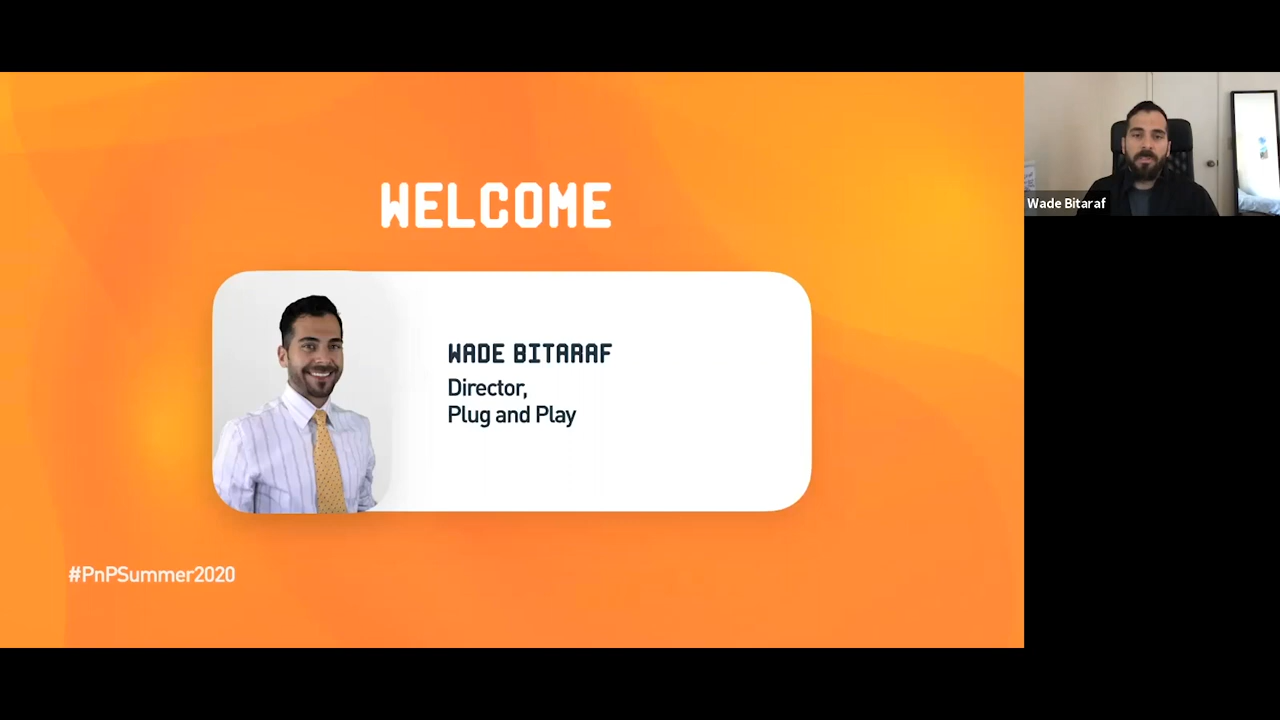 WELCOME
WADE BITARAF
Director,
Plug and Play
#PnPSummer2020
Wade Bitaraf